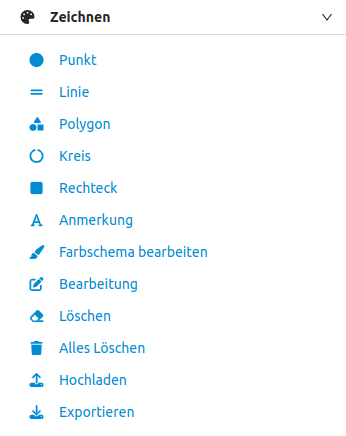 Zeichnen
Punkt
Linie
Polygon
Kreis
Rechteck
Anmerkung
Farbschema bearbeiten
Bearbeitung
Löschen
Alles Löschen
Hochladen
Exportieren